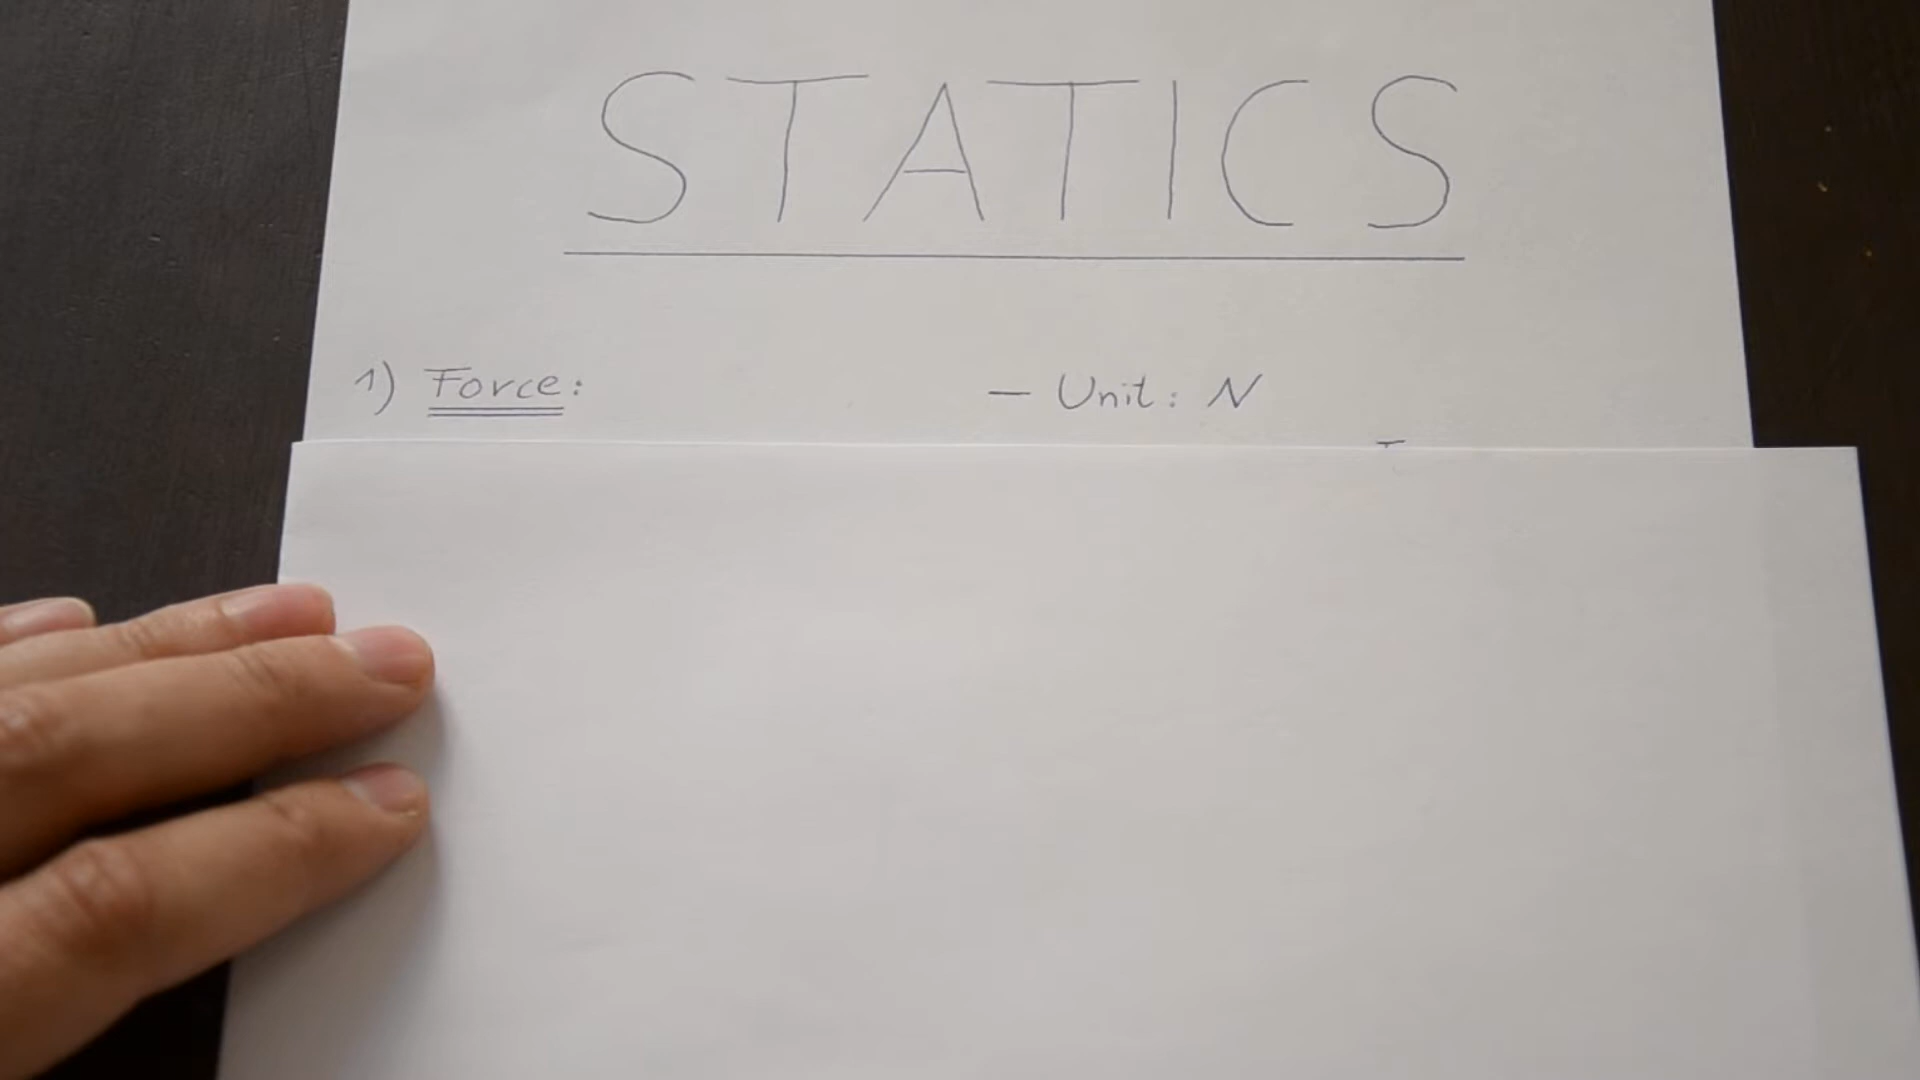 STATICS
1) Force: – Unit: N